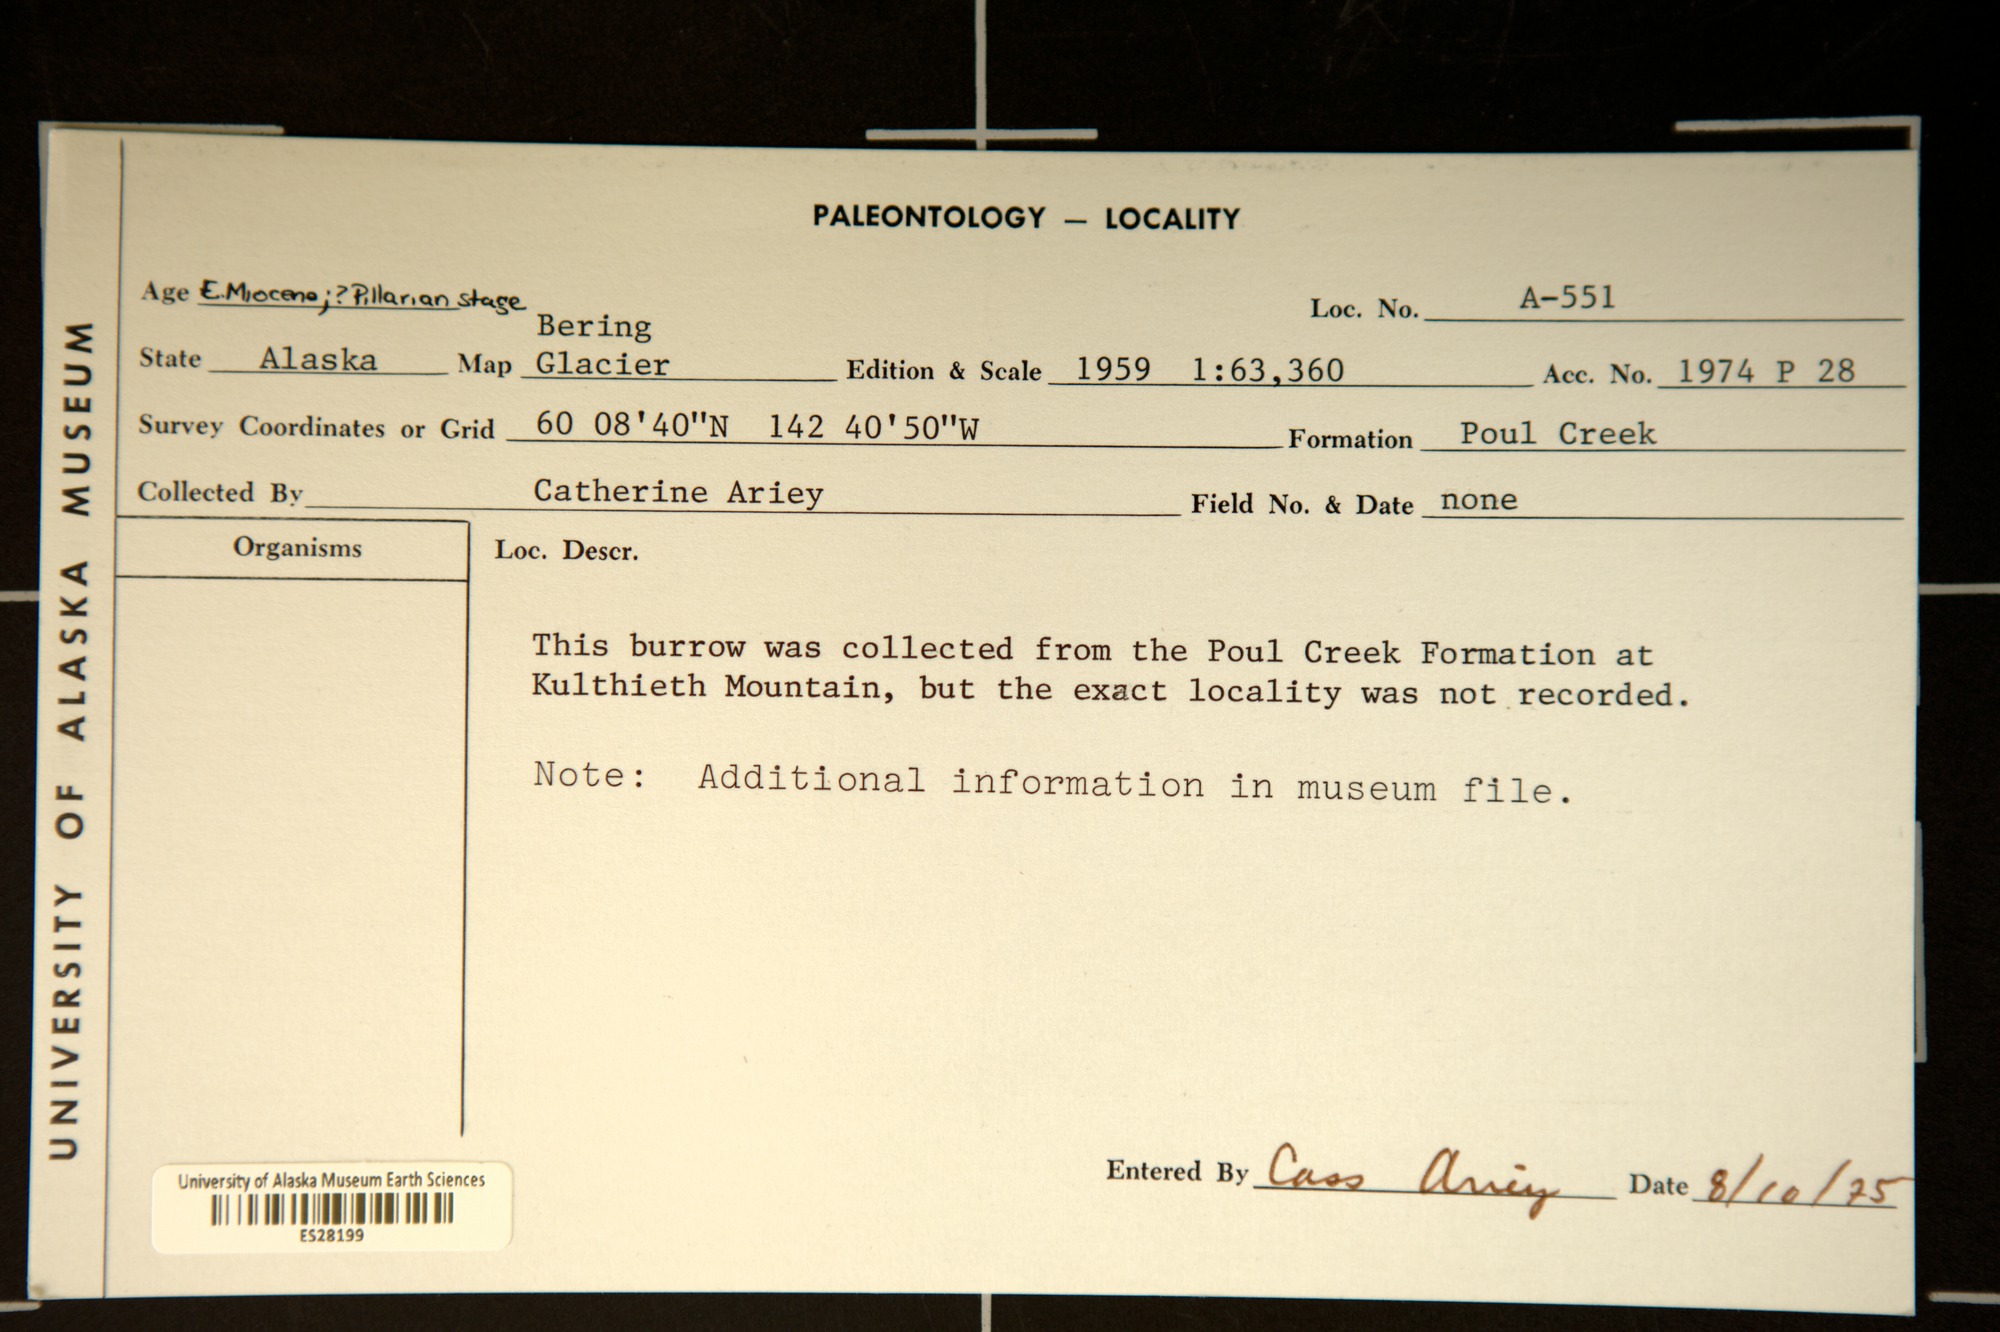 UNIVERSITY OF ALASKA MUSEUM
PALEONTOLOGY — LOCALITY
Age E.Miocene;?Pillarian stage
Loc. No. A-551
State Alaska Map Bering Glacier Edition & Scale 1959 1:63,360 Acc. No. 1974 P 28
Survey Coordinates or Grid 60 08'40"N 142 40'50"W Formation Poul Creek
Collected By Catherine Ariey Field No. & Date none
Organisms
Loc. Descr.
This burrow was collected from the Poul Creek Formation at
Kulthieth Mountain, but the exact locality was not recorded.
Note: Additional information in museum file.
Entered By Cass Ariey Date 8/10/75
University of Alaska Museum Earth Sciences
ES28199